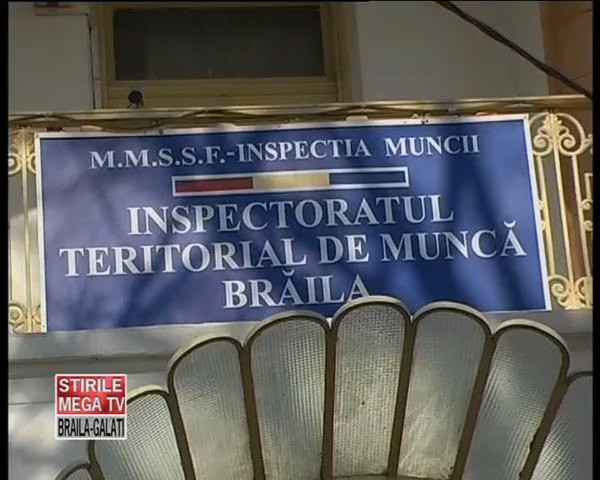 M.M.S.S.F.-INSPECTIA MUNCII
INSPECTORATUL
TERITORIAL DE MUNCĂ
BRĂILA
STIRILE
MEGA TV
BRAILA-GALATI